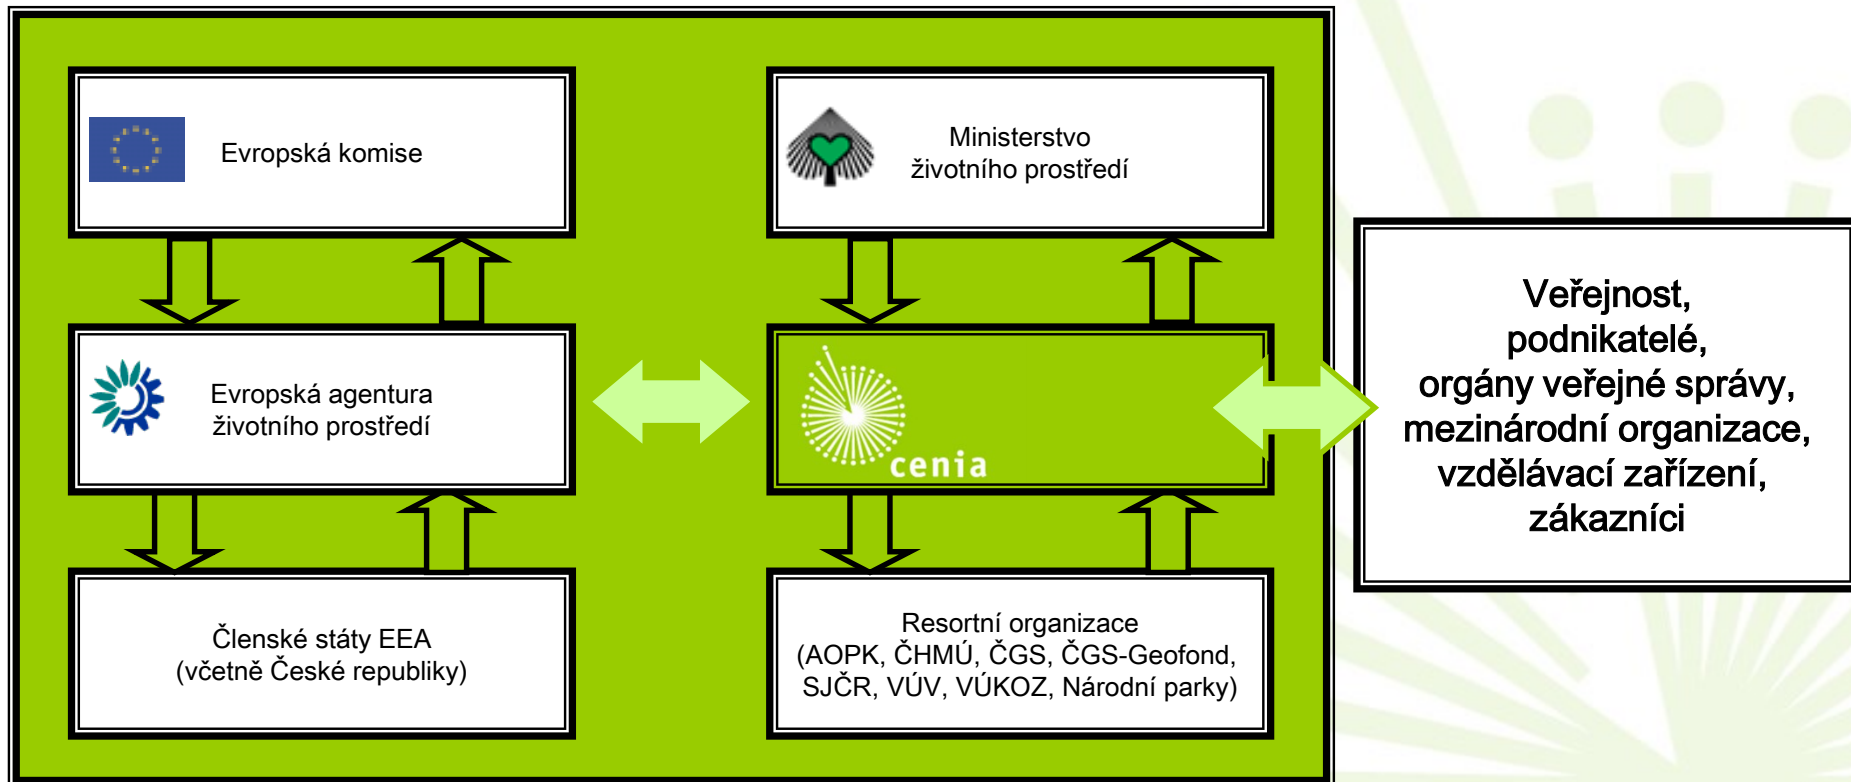 Evropská komise
Ministerstvo
životního prostředí
Evropská agentura
životního prostředí
cenia
Veřejnost,
podnikatelé,
orgány veřejné správy,
mezinárodní organizace,
vzdělávací zařízení,
zákazníci
Členské státy EEA
(včetně České republiky)
Resortní organizace
(AOPK, ČHMÚ, ČGS, ČGS-Geofond,
SJČR, VÚV, VÚKOZ, Národní parky)